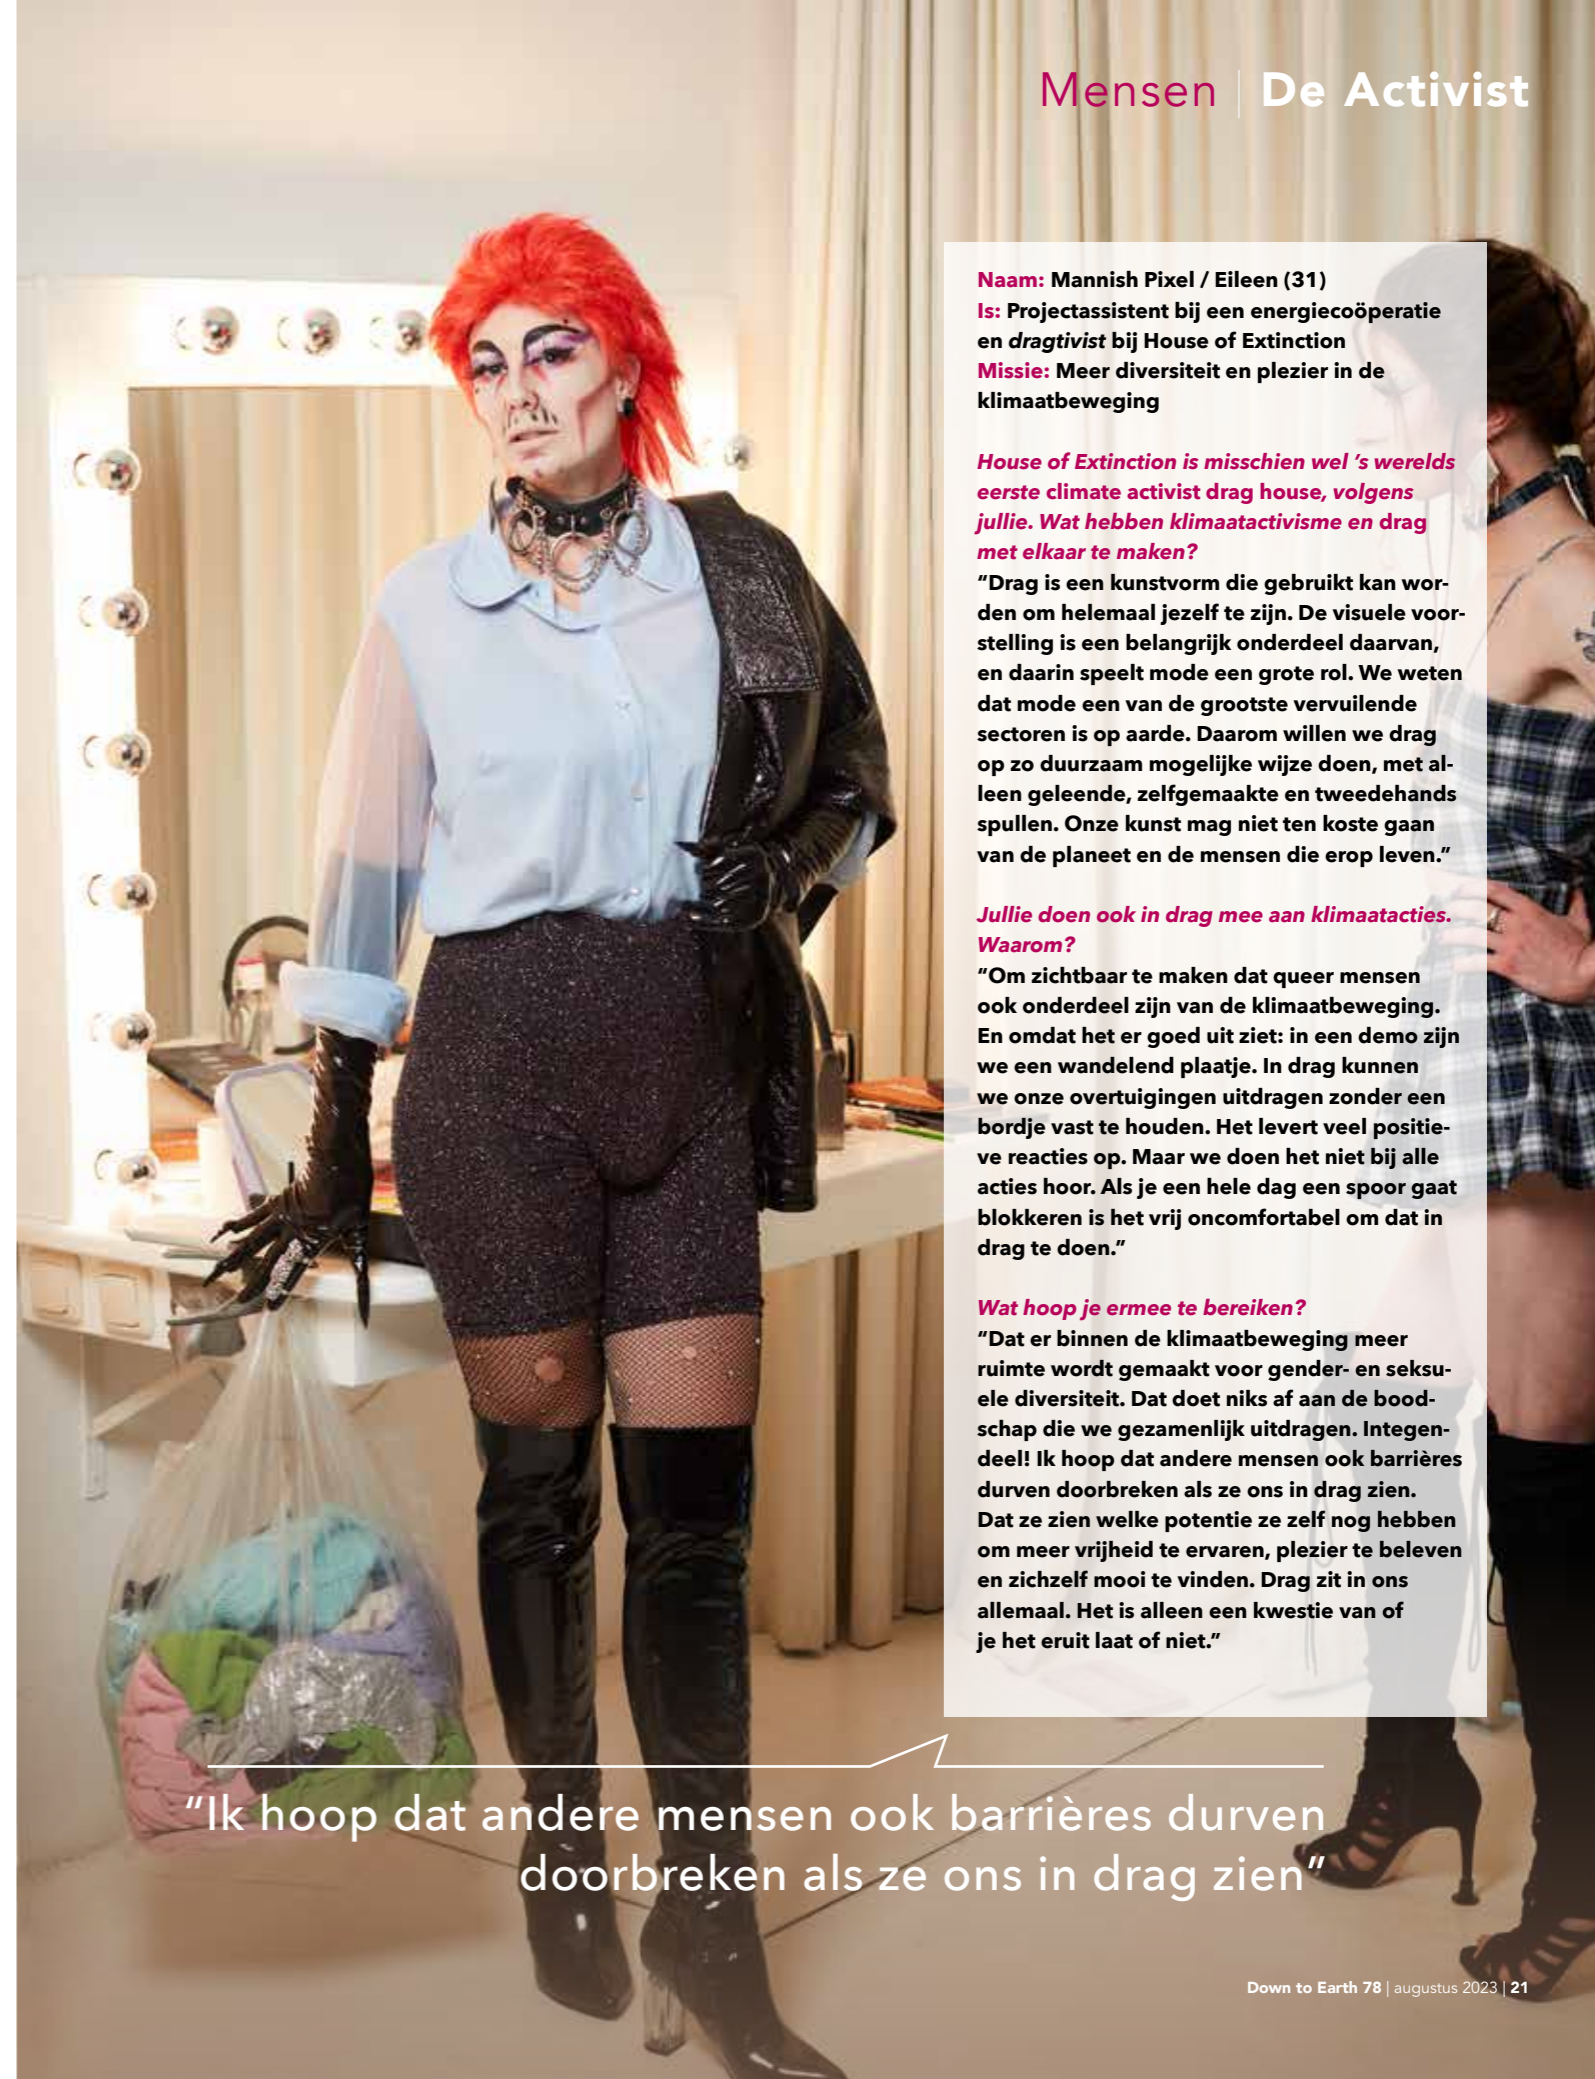 Mensen | De Activist
Naam: Mannish Pixel / Eileen (31)
Is: Projectassistent bij een energiecoöperatie
en dragtivist bij House of Extinction
Missie: Meer diversiteit en plezier in de
klimaatbeweging
House of Extinction is misschien wel ’s werelds
eerste climate activist drag house, volgens
jullie. Wat hebben klimaatactivisme en drag
met elkaar te maken?
“Drag is een kunstvorm die gebruikt kan wor-
den om helemaal jezelf te zijn. De visuele voor-
stelling is een belangrijk onderdeel daarvan,
en daarin speelt mode een grote rol. We weten
dat mode een van de grootste vervuilende
sectoren is op aarde. Daarom willen we drag
op zo duurzaam mogelijke wijze doen, met al-
leen geleende, zelfgemaakte en tweedehands
spullen. Onze kunst mag niet ten koste gaan
van de planeet en de mensen die erop leven.”
Jullie doen ook in drag mee aan klimaatacties.
Waarom?
“Om zichtbaar te maken dat queer mensen
ook onderdeel zijn van de klimaatbeweging.
En omdat het er goed uit ziet: in een demo zijn
we een wandelend plaatje. In drag kunnen
we onze overtuigingen uitdragen zonder een
bordje vast te houden. Het levert veel positie-
ve reacties op. Maar we doen het niet bij alle
acties hoor. Als je een hele dag een spoor gaat
blokkeren is het vrij oncomfortabel om dat in
drag te doen.”
Wat hoop je ermee te bereiken?
“Dat er binnen de klimaatbeweging meer
ruimte wordt gemaakt voor gender- en seksu-
ele diversiteit. Dat doet niks af aan de bood-
schap die we gezamenlijk uitdragen. Integen-
deel! Ik hoop dat andere mensen ook barrières
durven doorbreken als ze ons in drag zien.
Dat ze zien welke potentie ze zelf nog hebben
om meer vrijheid te ervaren, plezier te beleven
en zichzelf mooi te vinden. Drag zit in ons
allemaal. Het is alleen een kwestie van of
je het eruit laat of niet.”
“Ik hoop dat andere mensen ook barrières durven
doorbreken als ze ons in drag zien”
Down to Earth 78 | augustus 2023 | 21